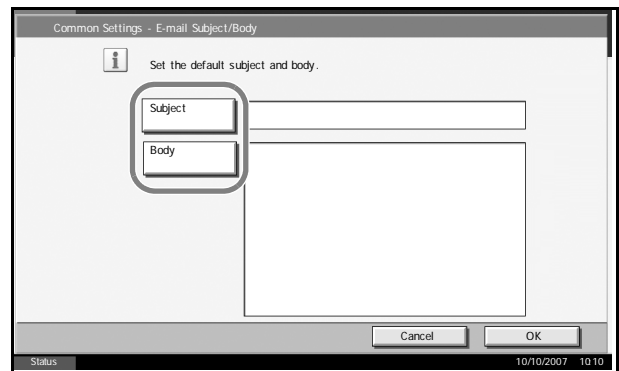 Common Settings - E-mail Subject/Body
Set the default subject and body.
Subject
Body
Cancel OK
Status 10/10/2007 10:10